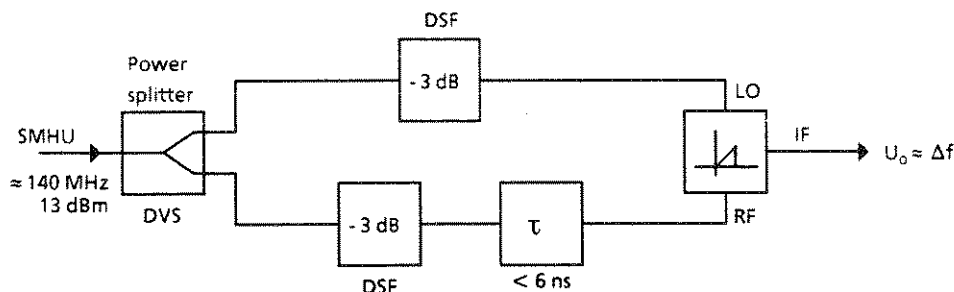 DSF
- 3 dB
Power
splitter
LO
SMHU
IF
U₀ ≈ Δf
≈ 140 MHz
13 dBm
DVS
- 3 dB
τ
RF
DSF
< 6 ns